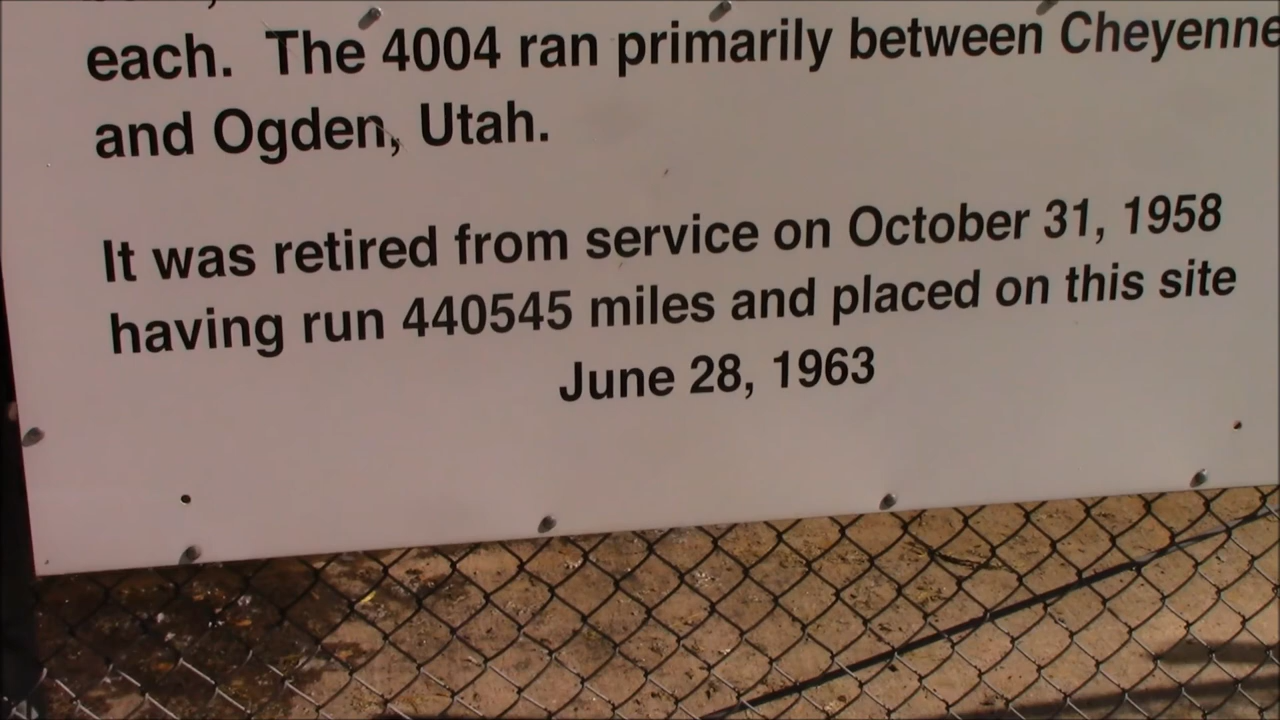 each. The 4004 ran primarily between Cheyenne
and Ogden, Utah.
It was retired from service on October 31, 1958
having run 440545 miles and placed on this site
June 28, 1963